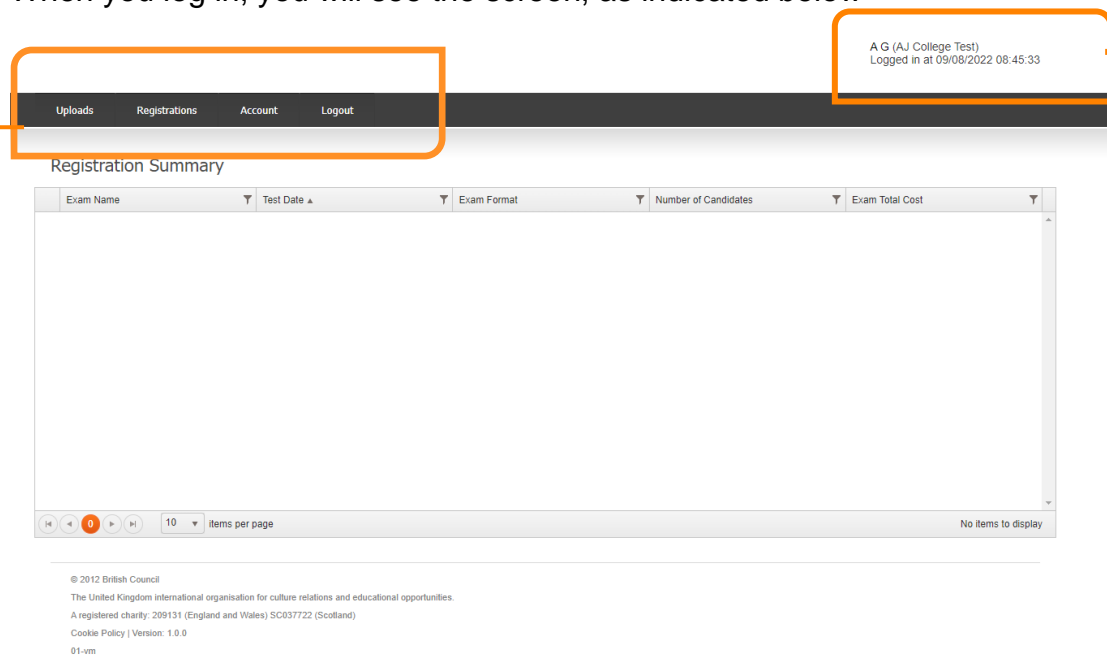 When you log in, you will see the screen, as indicated below
A G (AJ College Test)
Logged in at 09/08/2022 08:45:33
Uploads Registrations Account Logout
Registration Summary
Exam Name Test Date Exam Format Number of Candidates Exam Total Cost
0 10 items per page No items to display
© 2012 British Council
The United Kingdom international organisation for culture relations and educational opportunities.
A registered charity: 209131 (England and Wales) SC037722 (Scotland)
Cookie Policy | Version: 1.0.0
01-vm